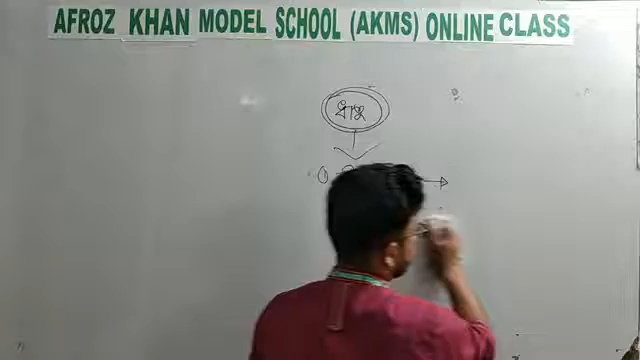 AFROZ KHAN MODEL SCHOOL (AKMS) ONLINE CLASS
ধাতু